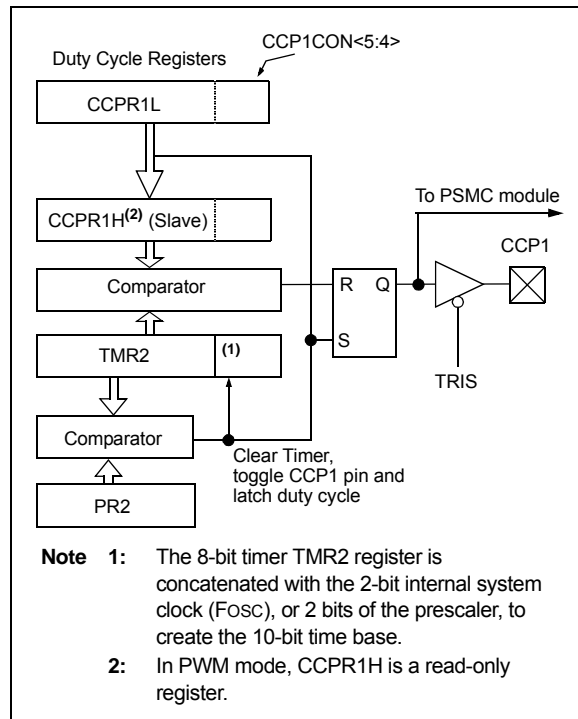 CCP1CON<5:4>
Duty Cycle Registers
CCPR1L
CCPR1H(2) (Slave)
To PSMC module
CCP1
Comparator
R Q
TMR2 (1)
S
TRIS
Comparator
Clear Timer,
toggle CCP1 pin and
latch duty cycle
PR2
Note 1: The 8-bit timer TMR2 register is
concatenated with the 2-bit internal system
clock (FOSC), or 2 bits of the prescaler, to
create the 10-bit time base.
2: In PWM mode, CCPR1H is a read-only
register.